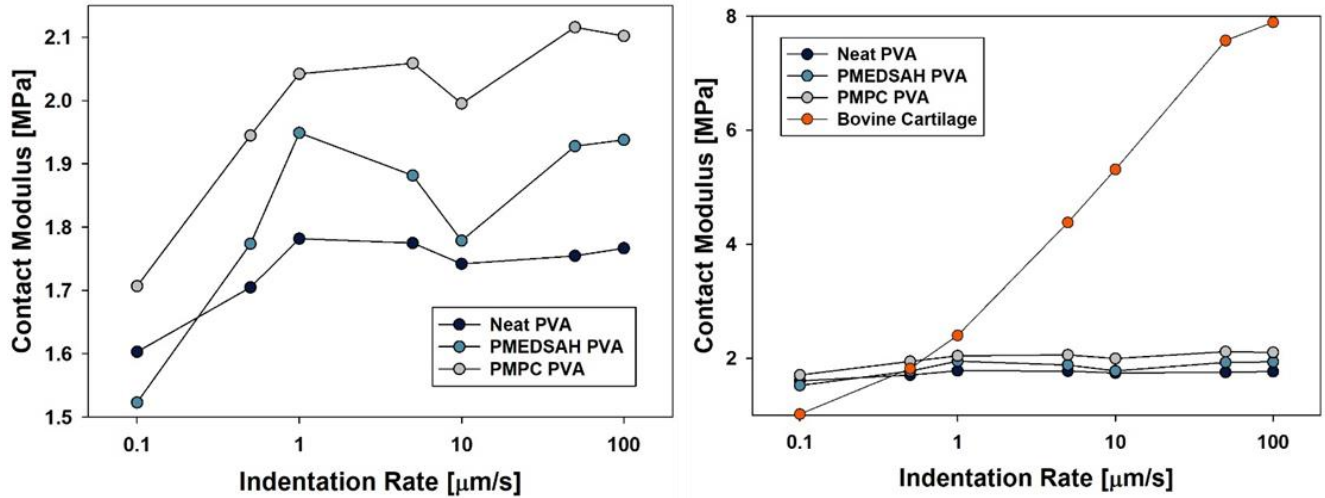 Contact Modulus [MPa]
2.1
2.0
1.9
1.8
1.7
1.6
1.5
Neat PVA
PMEDSAH PVA
PMPC PVA
0.1
1
10
100
Indentation Rate [μm/s]
Contact Modulus [MPa]
8
6
4
2
Neat PVA
PMEDSAH PVA
PMPC PVA
Bovine Cartilage
0.1
1
10
100
Indentation Rate [μm/s]